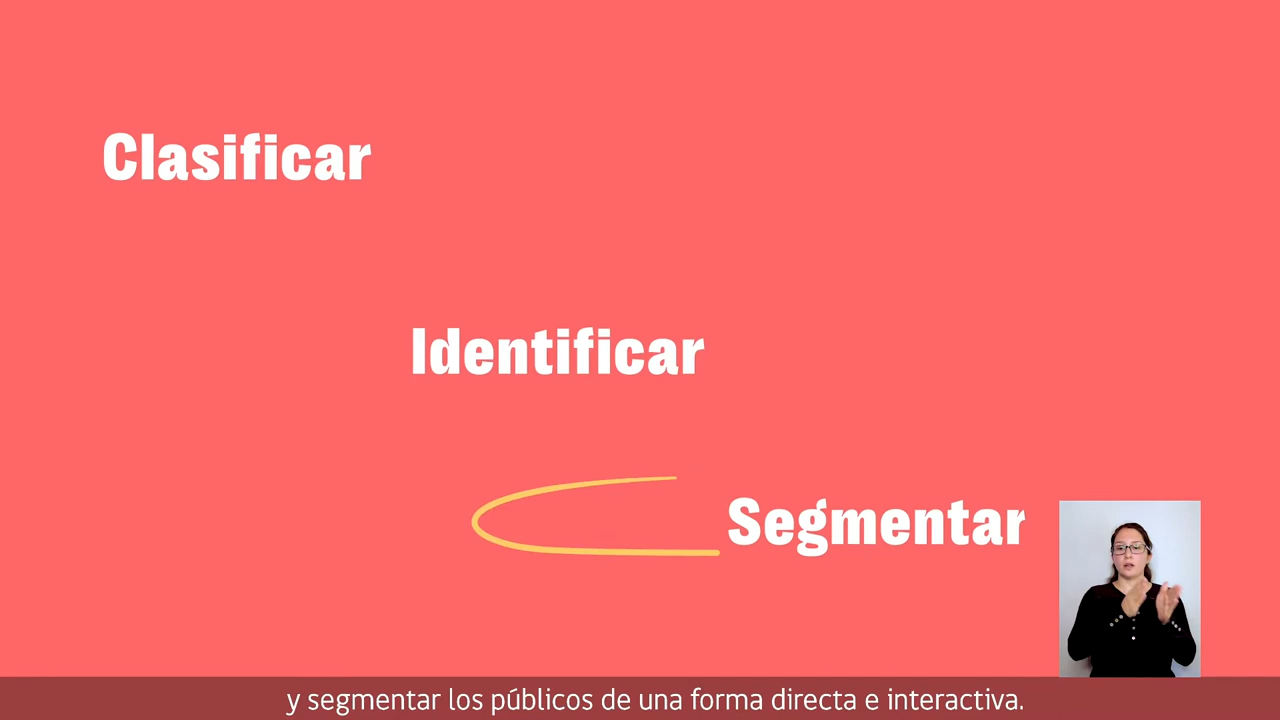 Clasificar
Identificar
Segmentar
y segmentar los públicos de una forma directa e interactiva.